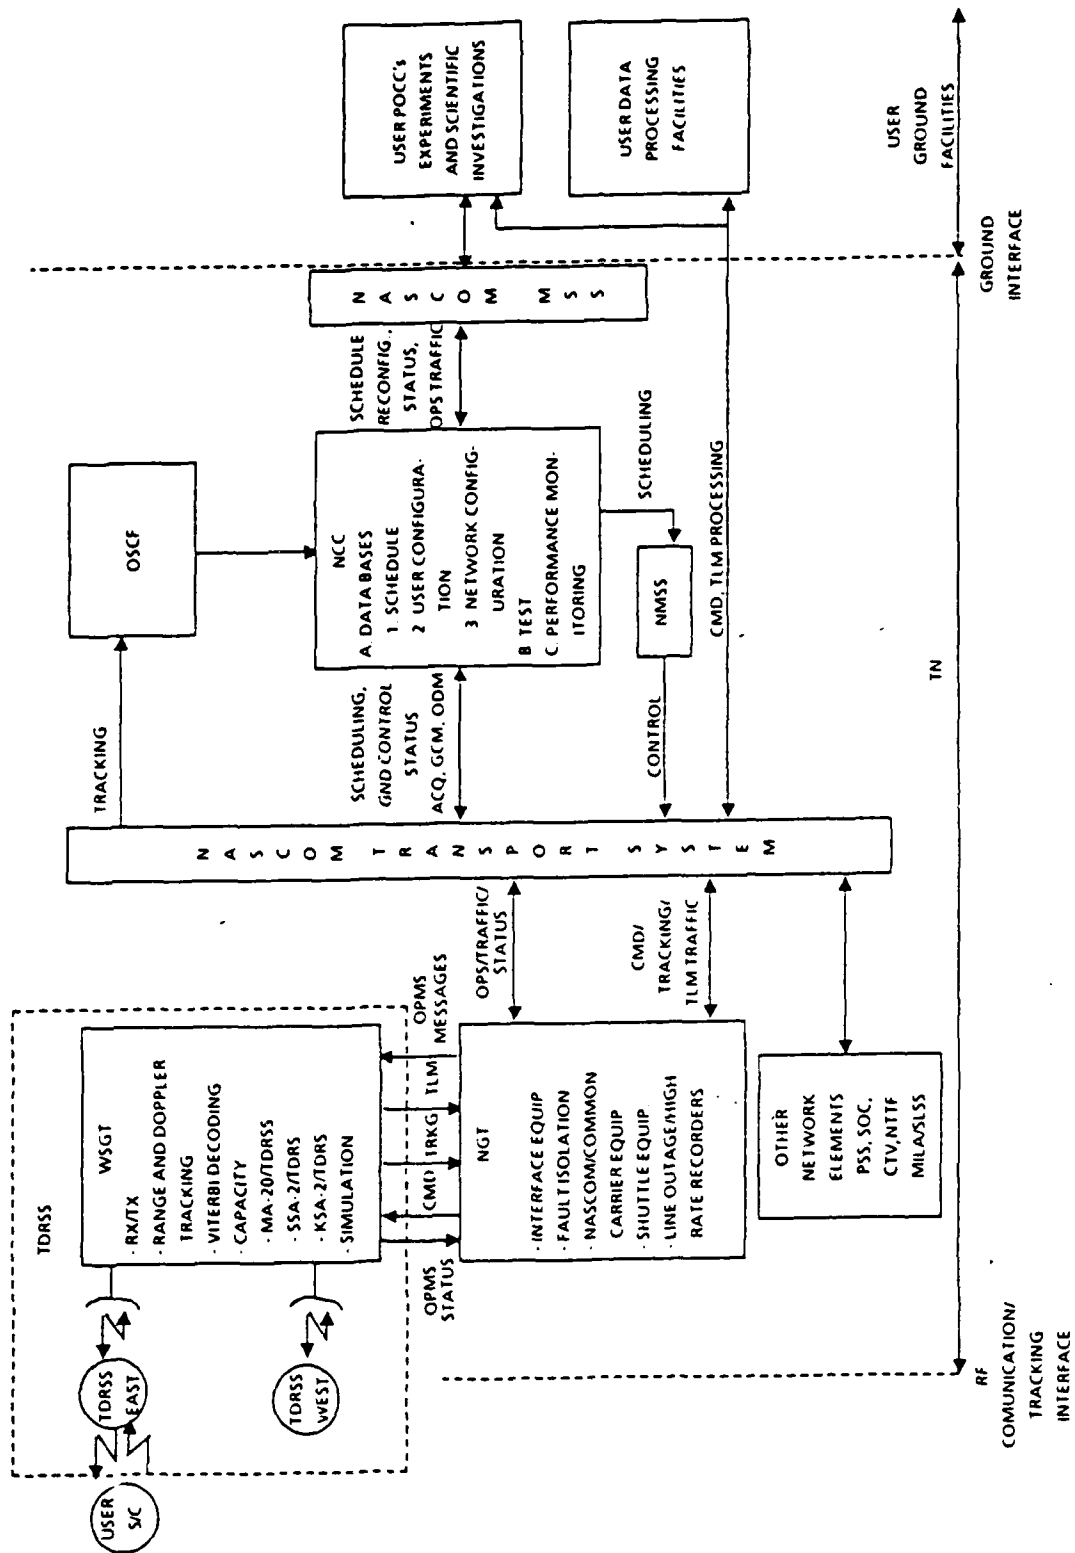 TDRSS
USER
S/C
TDRSS
EAST
TDRSS
WEST
WSGT
· RX/TX
· RANGE AND DOPPLER
TRACKING
· VITERBI DECODING
· CAPACITY
· MA-20/TDRSS
· SSA-2/TDRS
· KSA-2/TDRS
· SIMULATION
OPMS
STATUS
CMD
TRKG
TLM
OPMS
MESSAGES
NGT
· INTERFACE EQUIP
· FAULT ISOLATION
· NASCOM/COMMON
CARRIER EQUIP
· SHUTTLE EQUIP
· LINE OUTAGE/HIGH
RATE RECORDERS
OTHER
NETWORK
ELEMENTS
PSS, SOC,
CTV, NTTF
MILA/SLSS
OPS/TRAFFIC/
STATUS
CMD/
TRACKING/
TLM TRAFFIC
NASCOM TRANSPORT SYSTEM
TRACKING
OSCF
SCHEDULING,
GND CONTROL
STATUS
ACQ, GCM, ODM
NCC
A. DATA BASES
1. SCHEDULE
2 USER CONFIGURA-
TION
3 NETWORK CONFIG-
URATION
B TEST
C. PERFORMANCE MON-
ITORING
CONTROL
NMSS
SCHEDULING
CMD, TLM PROCESSING
SCHEDULE
RECONFIG.,
STATUS,
OPS TRAFFIC
NASCOM MSS
USER POCC's
EXPERIMENTS
AND SCIENTIFIC
INVESTIGATIONS
USER DATA
PROCESSING
FACILITIES
RF
COMUNICATION/
TRACKING
INTERFACE
TN
GROUND
INTERFACE
USER
GROUND
FACILITIES